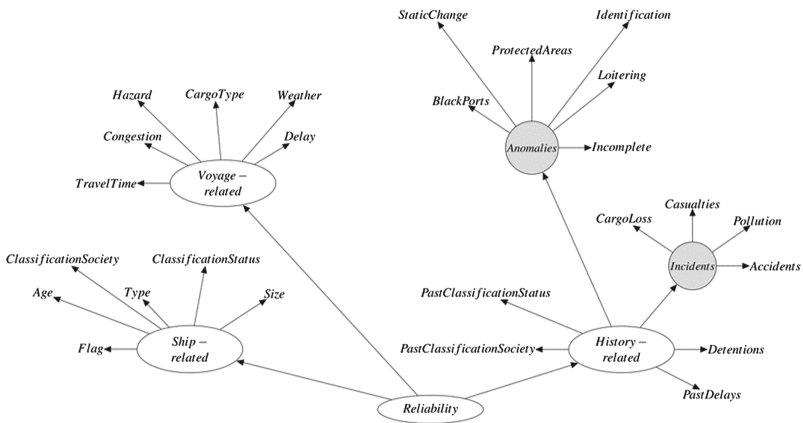 StaticChange
Identification
ProtectedAreas
Loitering
BlackPorts
Anomalies
Incomplete
Hazard
CargoType
Weather
Congestion
Delay
TravelTime
Voyage –
related
Casualties
CargoLoss
Pollution
Incidents
Accidents
ClassificationSociety
ClassificationStatus
Age
Type
Size
Flag
Ship –
related
PastClassificationStatus
PastClassificationSociety
History –
related
Detentions
PastDelays
Reliability